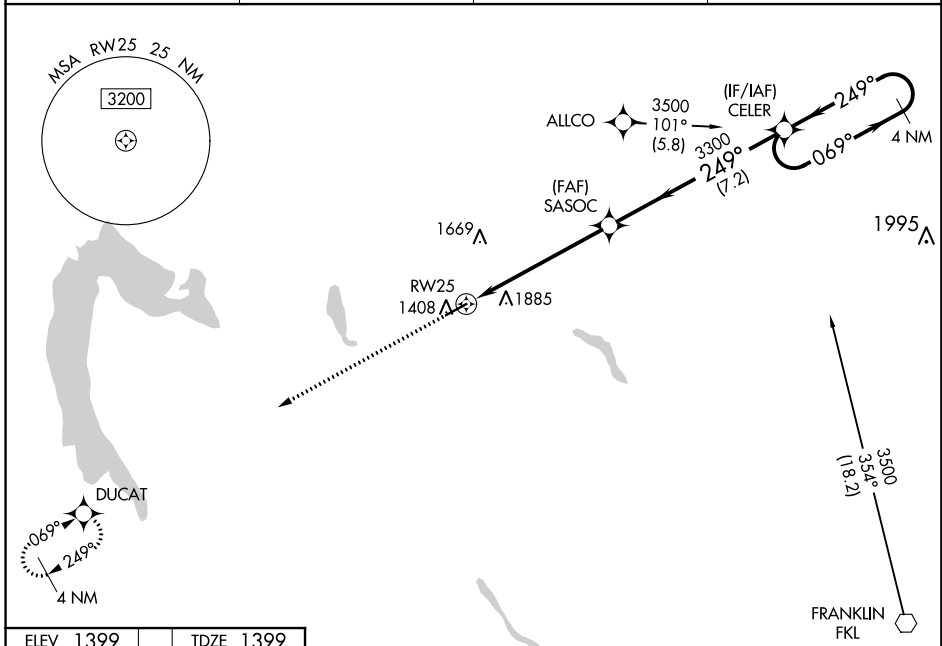 MSA RW25 25 NM
3200
(IF/IAF)
CELER
249°
069°
4 NM
ALLCO
3500
101°
(5.8)
3300
249°
(7.2)
(FAF)
SASOC
1995
1669
RW25
1408
1885
3500
354°
(18.2)
DUCAT
069°
249°
4 NM
FRANKLIN
FKL
ELEV 1399
TDZE 1399